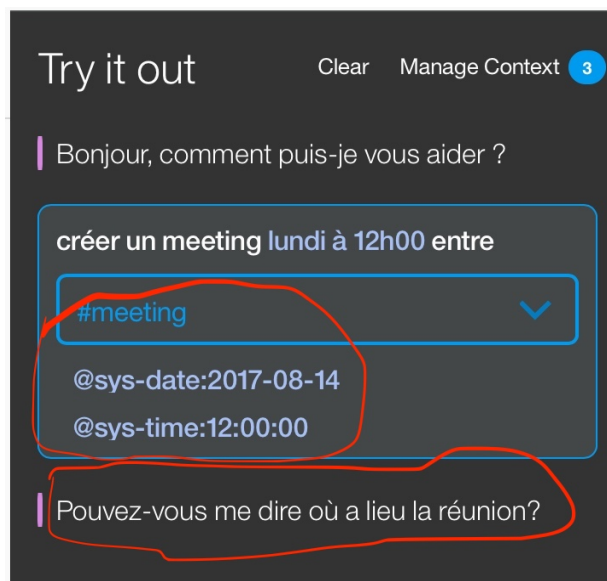 Try it out Clear Manage Context 3
Bonjour, comment puis-je vous aider ?
créer un meeting lundi à 12h00 entre
#meeting
@sys-date:2017-08-14
@sys-time:12:00:00
Pouvez-vous me dire où a lieu la réunion?